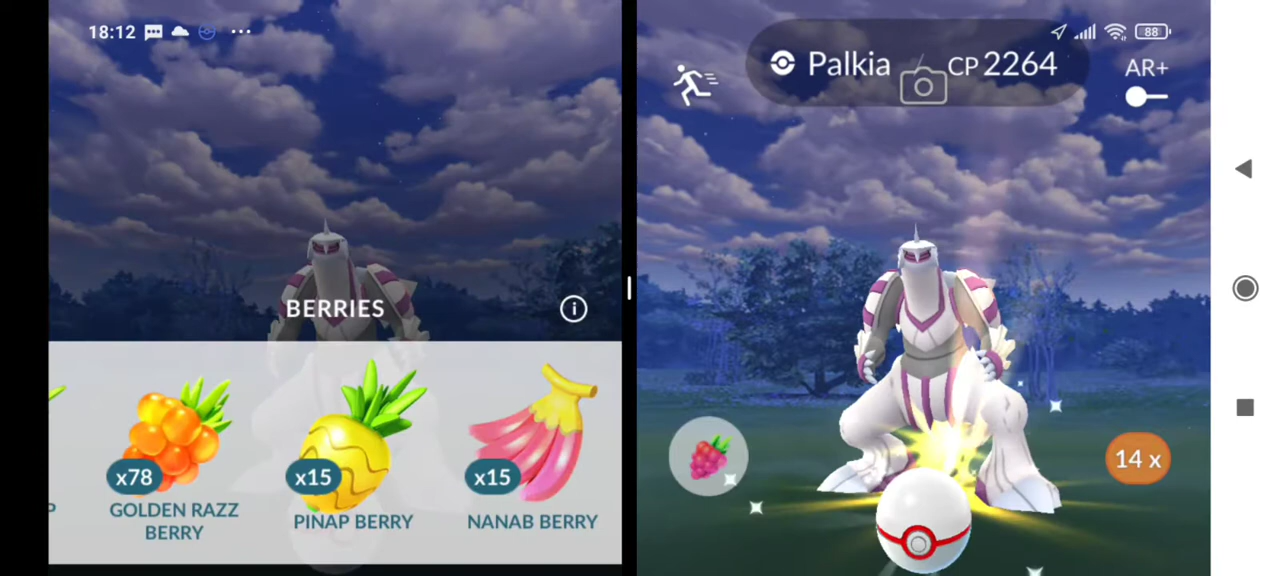 18:12
BERRIES
x78
GOLDEN RAZZ
BERRY
x15
PINAP BERRY
x15
NANAB BERRY
Palkia CP 2264
88
AR+
14 x